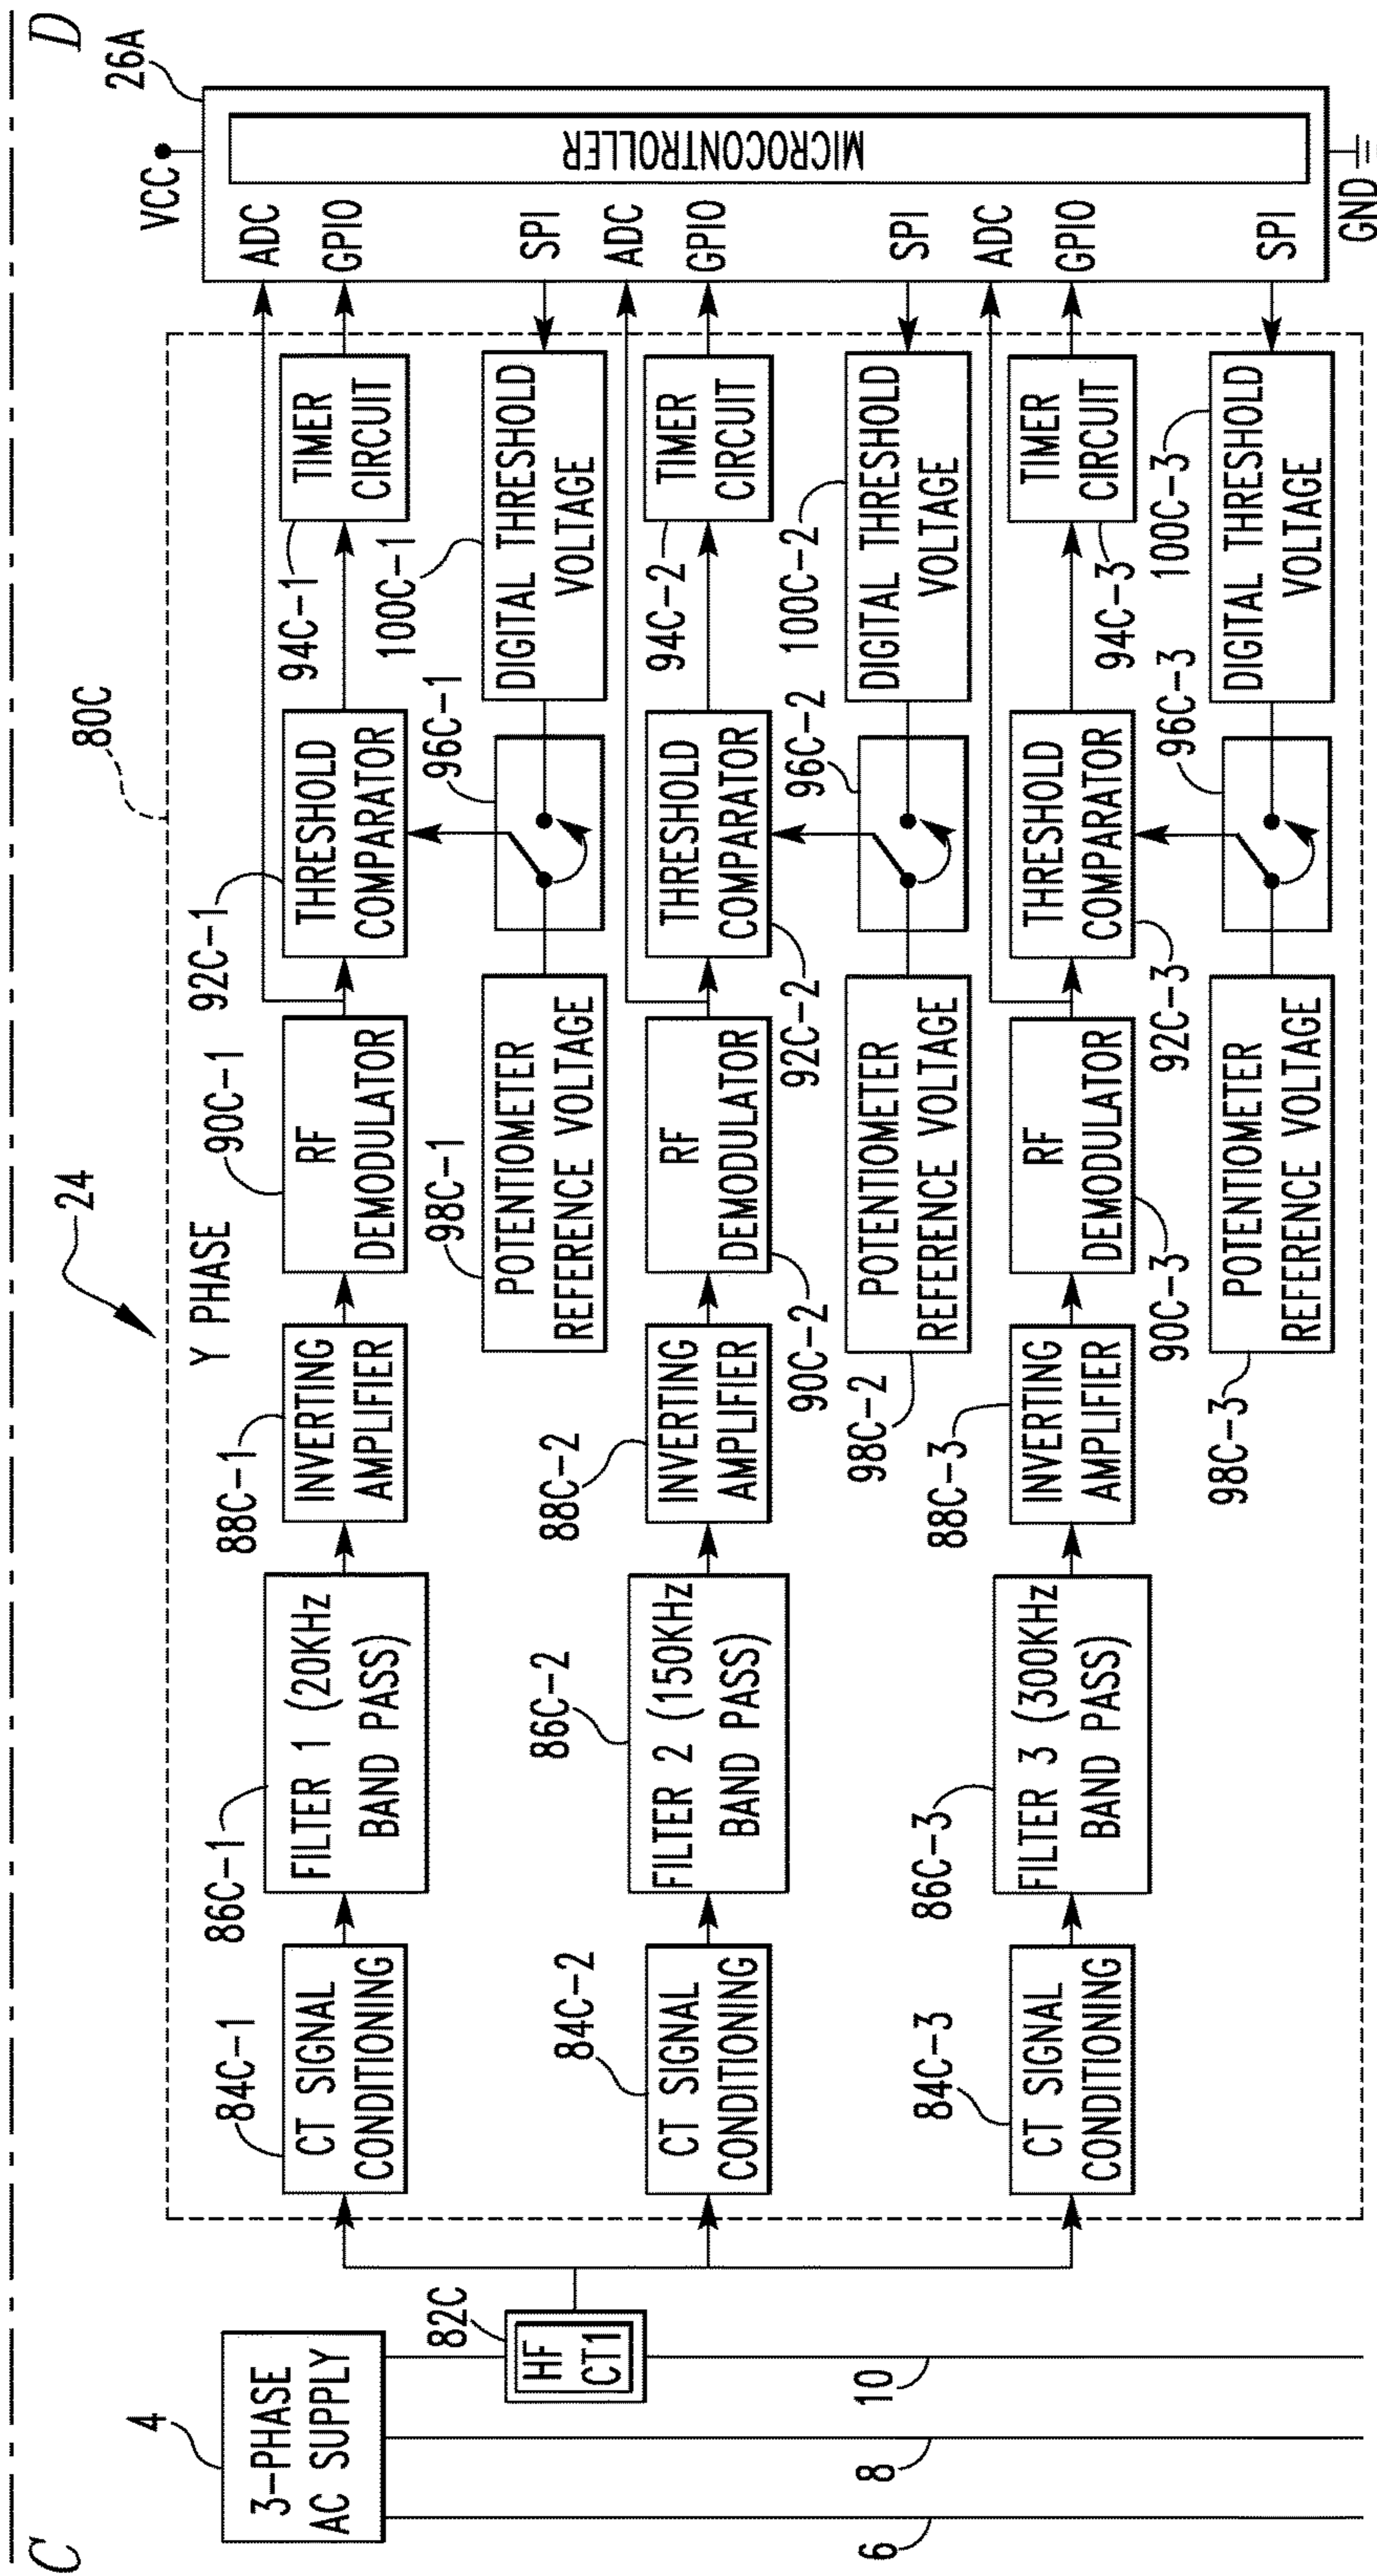 C
D
24
80C
26A
4
3-PHASE
AC SUPPLY
82C
HF
CT1
6
8
10
Y PHASE
84C-1
CT SIGNAL
CONDITIONING
86C-1
FILTER 1 (20KHz
BAND PASS)
88C-1
INVERTING
AMPLIFIER
90C-1
RF
DEMODULATOR
92C-1
THRESHOLD
COMPARATOR
94C-1
TIMER
CIRCUIT
98C-1
POTENTIOMETER
REFERENCE VOLTAGE
96C-1
100C-1
DIGITAL THRESHOLD
VOLTAGE
84C-2
CT SIGNAL
CONDITIONING
86C-2
FILTER 2 (150KHz
BAND PASS)
88C-2
INVERTING
AMPLIFIER
90C-2
RF
DEMODULATOR
92C-2
THRESHOLD
COMPARATOR
94C-2
TIMER
CIRCUIT
98C-2
POTENTIOMETER
REFERENCE VOLTAGE
96C-2
100C-2
DIGITAL THRESHOLD
VOLTAGE
84C-3
CT SIGNAL
CONDITIONING
86C-3
FILTER 3 (300KHz
BAND PASS)
88C-3
INVERTING
AMPLIFIER
90C-3
RF
DEMODULATOR
92C-3
THRESHOLD
COMPARATOR
94C-3
TIMER
CIRCUIT
98C-3
POTENTIOMETER
REFERENCE VOLTAGE
96C-3
100C-3
DIGITAL THRESHOLD
VOLTAGE
VCC
ADC
GPIO
SPI
ADC
GPIO
SPI
ADC
GPIO
SPI
MICROCONTROLLER
GND